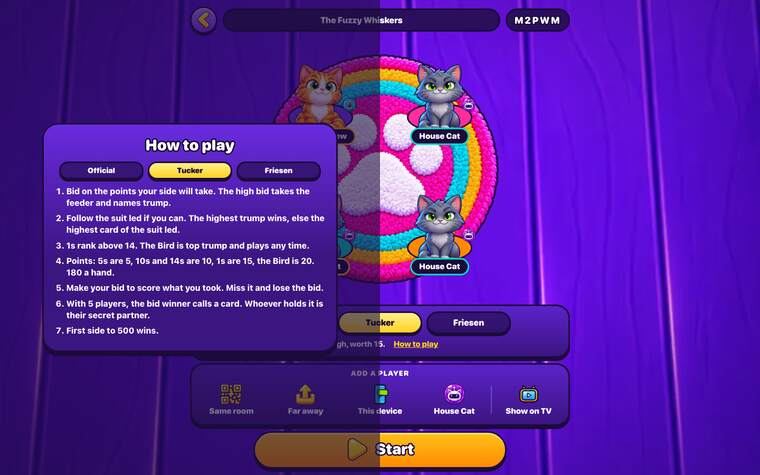 The Fuzzy Whiskers
M2PWM
House Cat
How to play
Official
Tucker
Friesen
1. Bid on the points your side will take. The high bid takes the
feeder and names trump.
2. Follow the suit led if you can. The highest trump wins, else the
highest card of the suit led.
3. 1s rank above 14. The Bird is top trump and plays any time.
4. Points: 5s are 5, 10s and 14s are 10, 1s are 15, the Bird is 20.
180 a hand.
5. Make your bid to score what you took. Miss it and lose the bid.
6. With 5 players, the bid winner calls a card. Whoever holds it is
their secret partner.
7. First side to 500 wins.
House Cat
Tucker
Friesen
gh, worth 15. How to play
ADD A PLAYER
Same room
Far away
This device
House Cat
Show on TV
Start